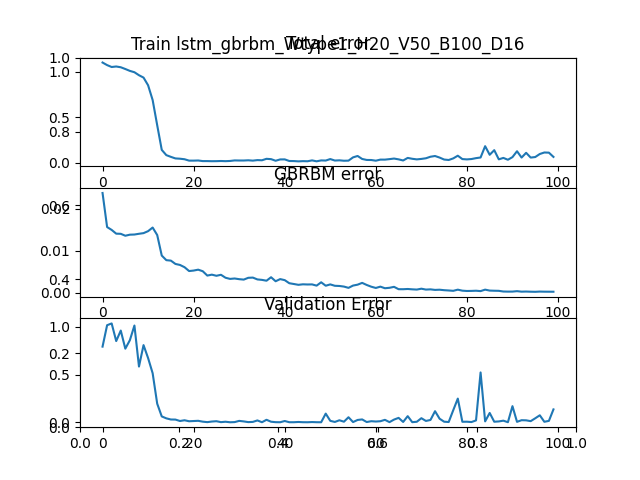 Train lstm_gbrbm_Wtype1_H20_V50_B100_D16
Total error
1.0
1.0
0.5
0.8
0.0
0 20 40 60 80 100
GBRBM error
0.6
0.02
0.01
0.4
0.00
0 20 40 60 80 100
Validation Error
1.0
0.2
0.5
0.0
0.0
0 20 40 60 80 100
0.0 0.2 0.4 0.6 0.8 1.0